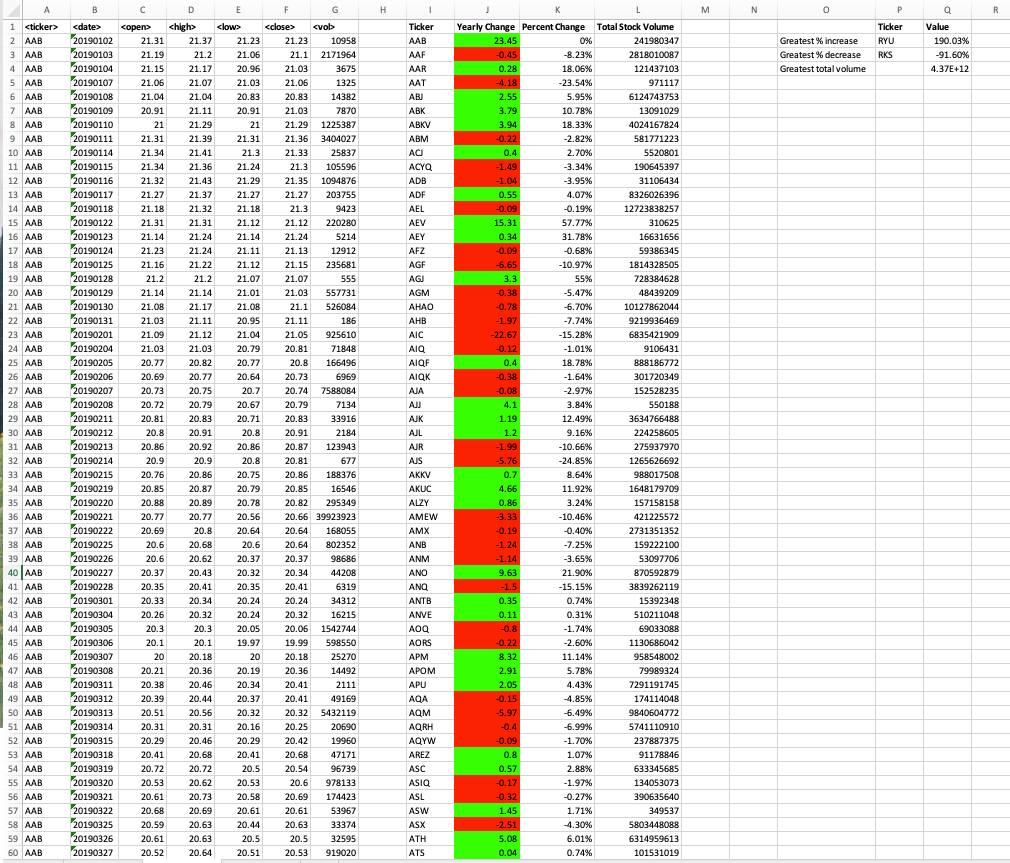 A B C D E F G H I J K L M N O P Q R
1 <ticker> <date> <open> <high> <low> <close> <vol> Ticker Yearly Change Percent Change Total Stock Volume Ticker Value
2 AAB 20190102 21.31 21.37 21.23 21.23 10958 AAB 23.45 0% 241980347 Greatest % increase RYU 190.03%
3 AAB 20190103 21.19 21.2 21.06 21.1 2171964 AAF -0.45 -8.23% 2818010087 Greatest % decrease RKS -91.60%
4 AAB 20190104 21.15 21.17 20.96 21.03 3675 AAR 0.28 18.06% 121437103 Greatest total volume 4.37E+12
5 AAB 20190107 21.06 21.07 21.03 21.06 1325 AAT -4.18 -23.54% 971117
6 AAB 20190108 21.04 21.04 20.83 20.83 14382 ABJ 2.55 5.95% 6124743753
7 AAB 20190109 20.91 21.11 20.91 21.03 7870 ABK 3.79 10.78% 13091029
8 AAB 20190110 21 21.29 21 21.29 1225387 ABKV 3.94 18.33% 4024167824
9 AAB 20190111 21.31 21.39 21.31 21.36 3404027 ABM -0.22 -2.82% 581771223
10 AAB 20190114 21.34 21.41 21.3 21.33 25837 ACJ 0.4 2.70% 5520801
11 AAB 20190115 21.34 21.36 21.24 21.3 105596 ACYQ -1.49 -3.34% 190645397
12 AAB 20190116 21.32 21.43 21.29 21.35 1094876 ADB -1.04 -3.95% 31106434
13 AAB 20190117 21.27 21.37 21.27 21.27 203755 ADF 0.55 4.07% 8326026396
14 AAB 20190118 21.18 21.32 21.18 21.3 9423 AEL -0.09 -0.19% 12723838257
15 AAB 20190122 21.31 21.31 21.12 21.12 220280 AEV 15.31 57.77% 310625
16 AAB 20190123 21.14 21.24 21.14 21.14 5214 AEY 0.34 31.78% 16631656
17 AAB 20190124 21.23 21.24 21.11 21.13 12912 AFZ -0.09 -0.68% 59386345
18 AAB 20190125 21.16 21.22 21.12 21.15 235681 AGF -6.65 -10.97% 1814328505
19 AAB 20190128 21.2 21.2 21.07 21.07 555 AGJ 3.3 55% 728384628
20 AAB 20190129 21.14 21.14 21.01 21.03 557731 AGM -0.38 -5.47% 48439209
21 AAB 20190130 21.08 21.17 21.08 21.1 526084 AHAO -0.78 -6.70% 10127862044
22 AAB 20190131 21.03 21.11 20.95 21.11 186 AHB -1.97 -7.74% 9219936469
23 AAB 20190201 21.09 21.12 21.04 21.05 925610 AIC -22.67 -15.28% 6835421909
24 AAB 20190204 21.03 21.03 20.79 20.81 71848 AIQ -0.12 -1.01% 9106431
25 AAB 20190205 20.77 20.82 20.77 20.8 166496 AIQF 0.4 18.78% 888186772
26 AAB 20190206 20.69 20.77 20.64 20.73 6969 AIQK -0.38 -1.64% 301720349
27 AAB 20190207 20.73 20.75 20.7 20.74 7588084 AJA -0.08 -2.97% 152528235
28 AAB 20190208 20.72 20.79 20.67 20.79 7134 AJJ 4.1 3.84% 550188
29 AAB 20190211 20.81 20.83 20.71 20.83 33916 AJK 1.19 12.49% 3634766488
30 AAB 20190212 20.8 20.91 20.8 20.91 2184 AJL 1.2 9.16% 224258605
31 AAB 20190213 20.86 20.92 20.86 20.87 123943 AJR -1.99 -10.66% 275937970
32 AAB 20190214 20.9 20.9 20.8 20.81 677 AJS -5.76 -24.85% 1265626692
33 AAB 20190215 20.76 20.86 20.75 20.86 188376 AKKV 0.7 8.64% 988017508
34 AAB 20190219 20.85 20.87 20.79 20.85 16546 AKUC 4.66 11.92% 1648179709
35 AAB 20190220 20.88 20.89 20.78 20.82 295349 ALZY 0.86 3.24% 157158158
36 AAB 20190221 20.77 20.77 20.56 20.66 39923923 AMEW -3.33 -10.46% 421225572
37 AAB 20190222 20.69 20.8 20.64 20.64 168055 AMX -0.19 -0.40% 2731351352
38 AAB 20190225 20.6 20.68 20.6 20.64 802352 ANB -1.24 -7.25% 159222100
39 AAB 20190226 20.6 20.62 20.37 20.37 98686 ANM -1.14 -3.65% 53097706
40 AAB 20190227 20.37 20.43 20.32 20.34 44208 ANO 9.63 21.90% 870592879
41 AAB 20190228 20.35 20.41 20.35 20.41 6319 ANQ -1.5 -15.15% 3839262119
42 AAB 20190301 20.33 20.34 20.24 20.24 34312 ANTB 0.35 0.74% 15392348
43 AAB 20190304 20.26 20.32 20.24 20.32 16215 ANVE 0.11 0.31% 510211048
44 AAB 20190305 20.3 20.3 20.05 20.06 1542744 AOQ -0.8 -1.74% 69033088
45 AAB 20190306 20.1 20.1 19.97 19.99 598550 AORS -0.22 -2.60% 1130686042
46 AAB 20190307 20 20.18 20 20.18 25270 APM 8.32 11.14% 958548002
47 AAB 20190308 20.21 20.36 20.19 20.36 14492 APOM 2.91 5.78% 79989324
48 AAB 20190311 20.38 20.46 20.34 20.41 2111 APU 2.05 4.43% 7291191745
49 AAB 20190312 20.39 20.44 20.37 20.41 49169 AQA -0.15 -4.85% 174114048
50 AAB 20190313 20.51 20.56 20.32 20.32 5432119 AQM -5.97 -6.49% 9840604772
51 AAB 20190314 20.31 20.31 20.16 20.25 20690 AQRH -0.4 -6.99% 5741110910
52 AAB 20190315 20.29 20.46 20.29 20.42 19960 AQYW -0.09 -1.70% 237887375
53 AAB 20190318 20.41 20.68 20.41 20.68 47171 AREZ 0.8 1.07% 91178846
54 AAB 20190319 20.72 20.72 20.5 20.54 96739 ASC 0.57 2.88% 633345685
55 AAB 20190320 20.53 20.62 20.53 20.6 978133 ASIQ -0.17 -1.97% 134053073
56 AAB 20190321 20.61 20.73 20.58 20.69 174423 ASL -0.32 -0.27% 390635640
57 AAB 20190322 20.68 20.69 20.61 20.61 53967 ASW 1.45 1.71% 349537
58 AAB 20190325 20.59 20.63 20.44 20.63 33374 ASX -2.51 -4.30% 5803448088
59 AAB 20190326 20.61 20.63 20.5 20.5 32595 ATH 5.08 6.01% 6314959613
60 AAB 20190327 20.52 20.64 20.51 20.53 919020 ATS 0.04 0.74% 101531019